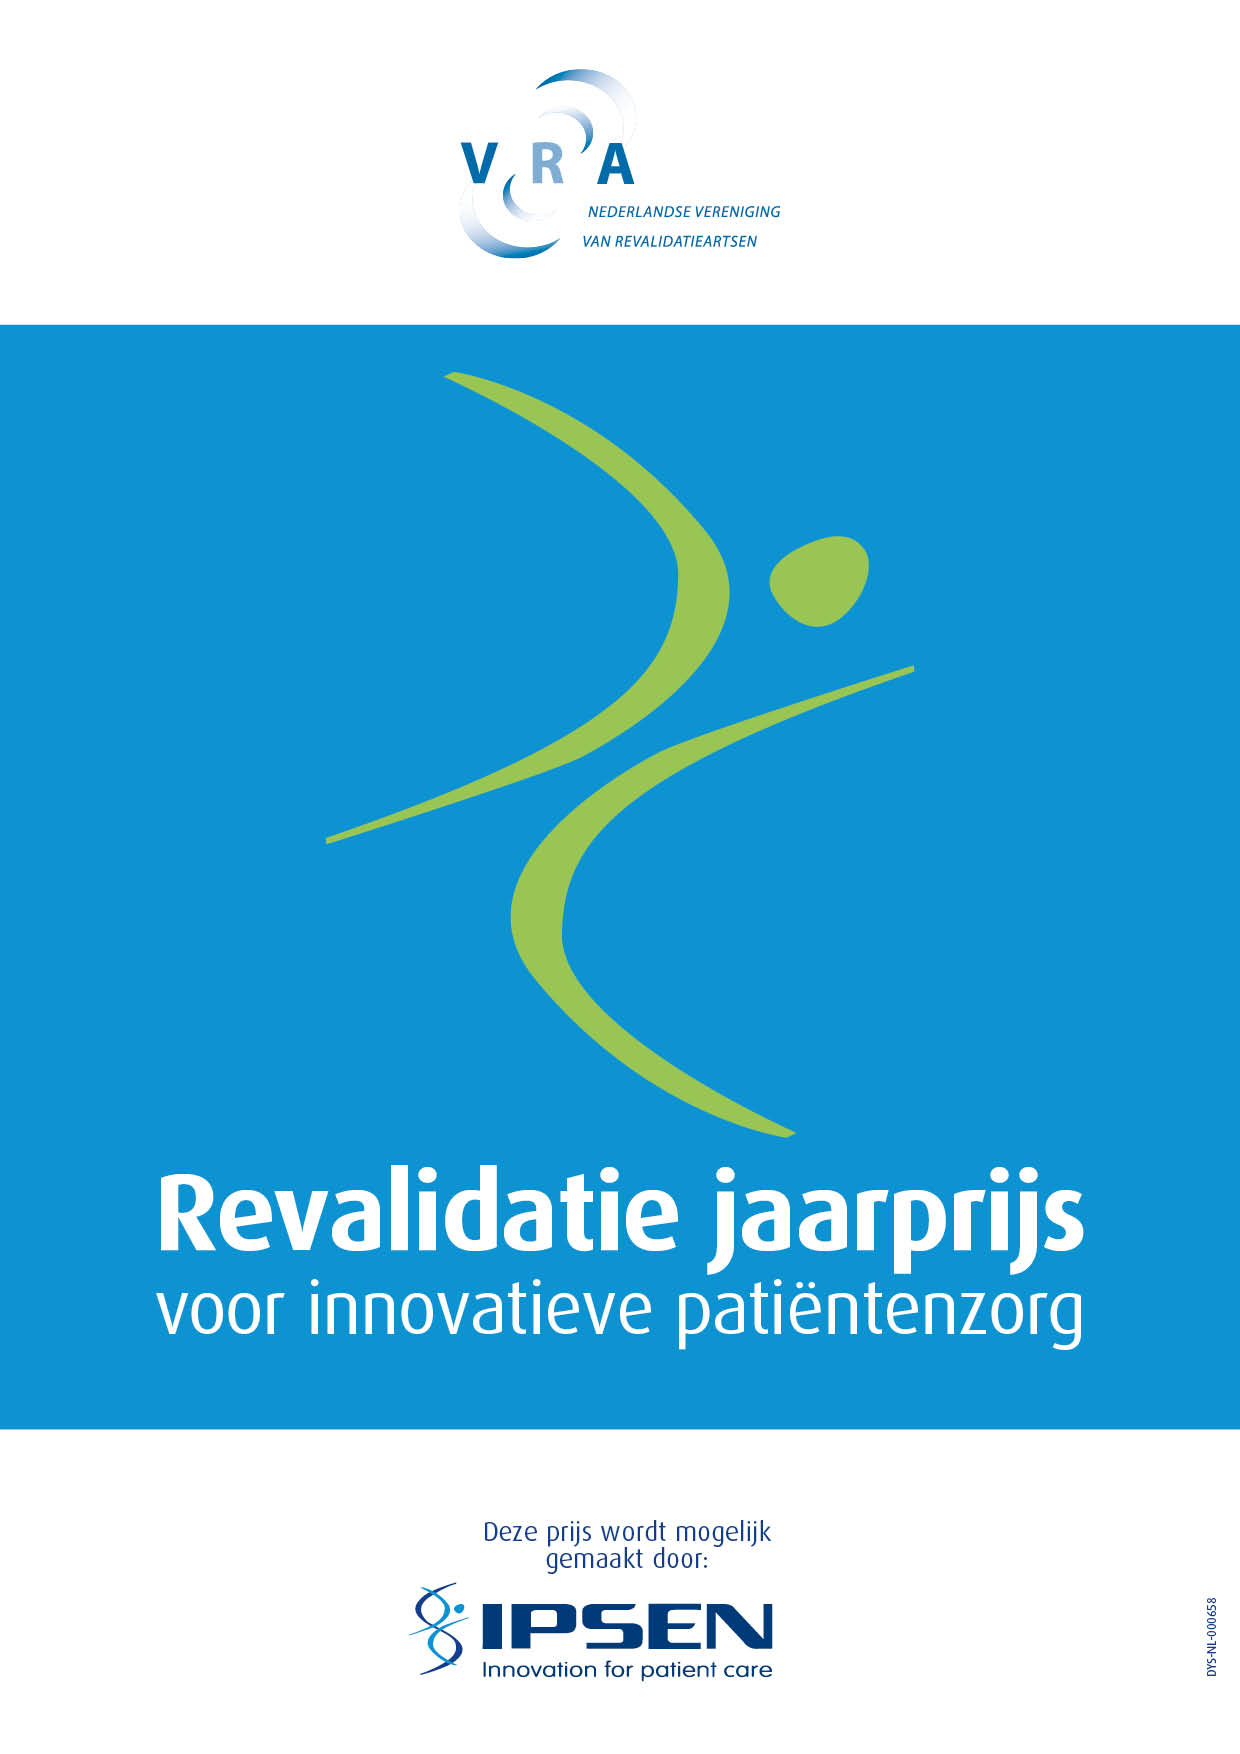 VRA
NEDERLANDSE VERENIGING
VAN REVALIDATIEARTSEN
Revalidatie jaarprijs
voor innovatieve patiëntenzorg
Deze prijs wordt mogelijk
gemaakt door:
IPSEN
Innovation for patient care
DYS-NL-000658